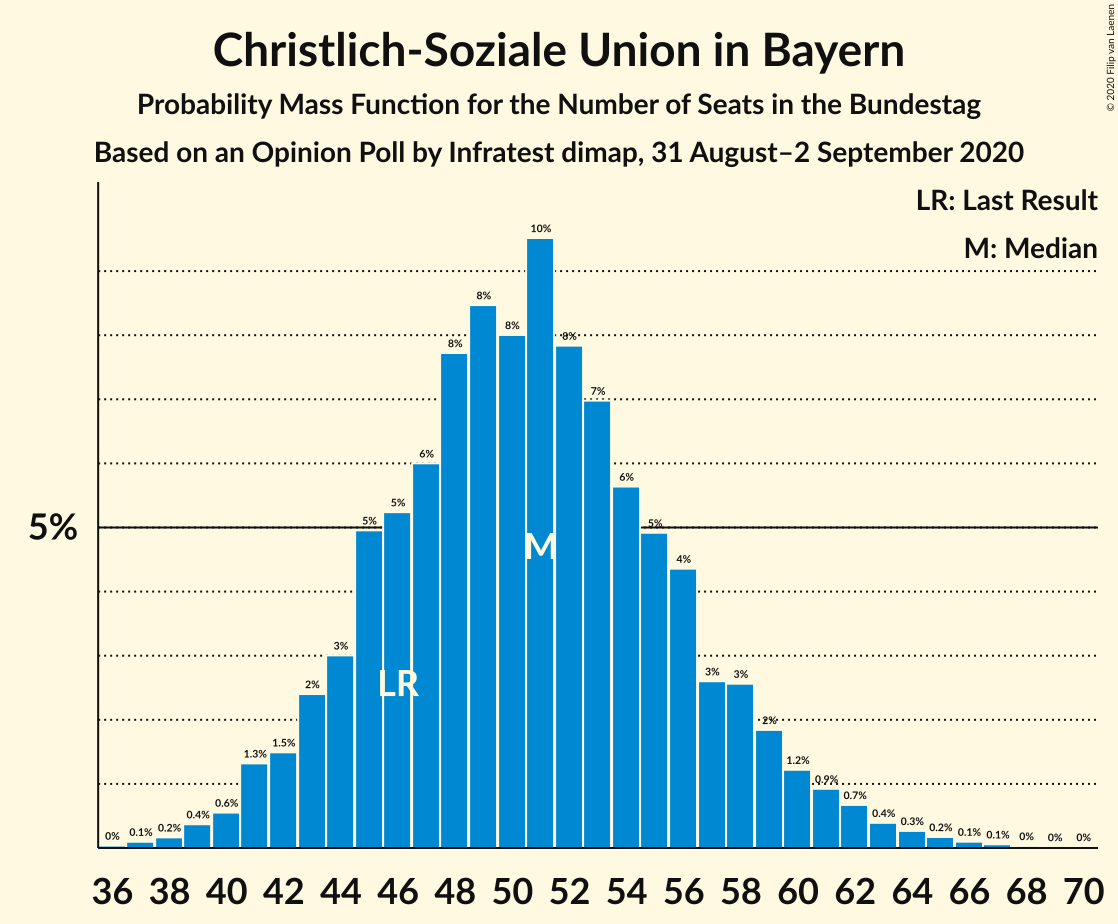 © 2020 Filip van Laenen
Christlich-Soziale Union in Bayern
Probability Mass Function for the Number of Seats in the Bundestag
Based on an Opinion Poll by Infratest dimap, 31 August–2 September 2020
LR: Last Result
M: Median
5%
0% 0.1% 0.2% 0.4% 0.6% 1.3% 1.5% 2% 3% 5% 5% 6% 8% 8% 8% 10% 8% 7% 6% 5% 4% 3% 3% 2% 1.2% 0.9% 0.7% 0.4% 0.3% 0.2% 0.1% 0.1% 0% 0% 0%
M
LR
36 38 40 42 44 46 48 50 52 54 56 58 60 62 64 66 68 70